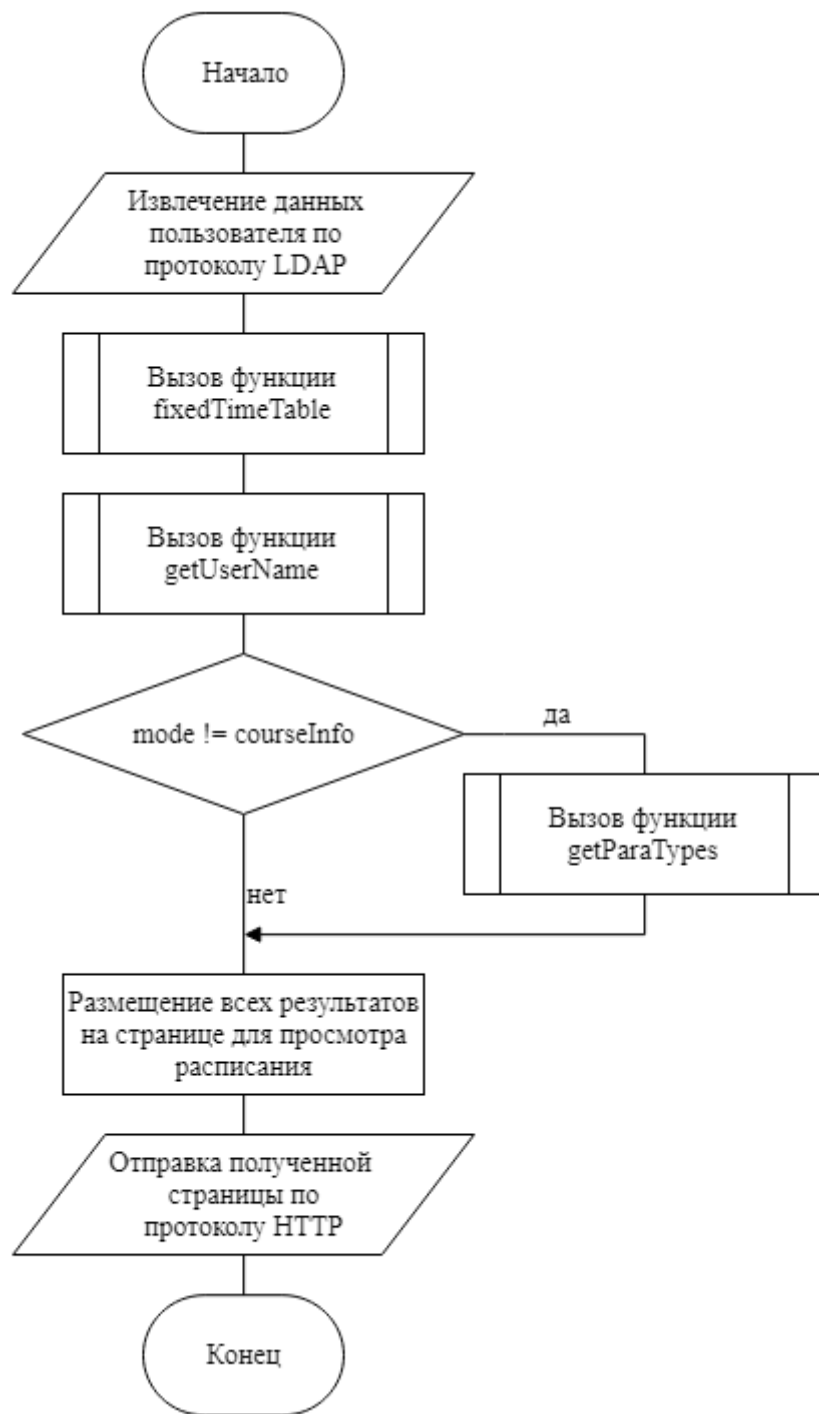 Начало
Извлечение данных
пользователя по
протоколу LDAP
Вызов функции
fixedTimeTable
Вызов функции
getUserName
mode != courseInfo
да
Вызов функции
getParaTypes
нет
Размещение всех результатов
на странице для просмотра
расписания
Отправка полученной
страницы по
протоколу HTTP
Конец